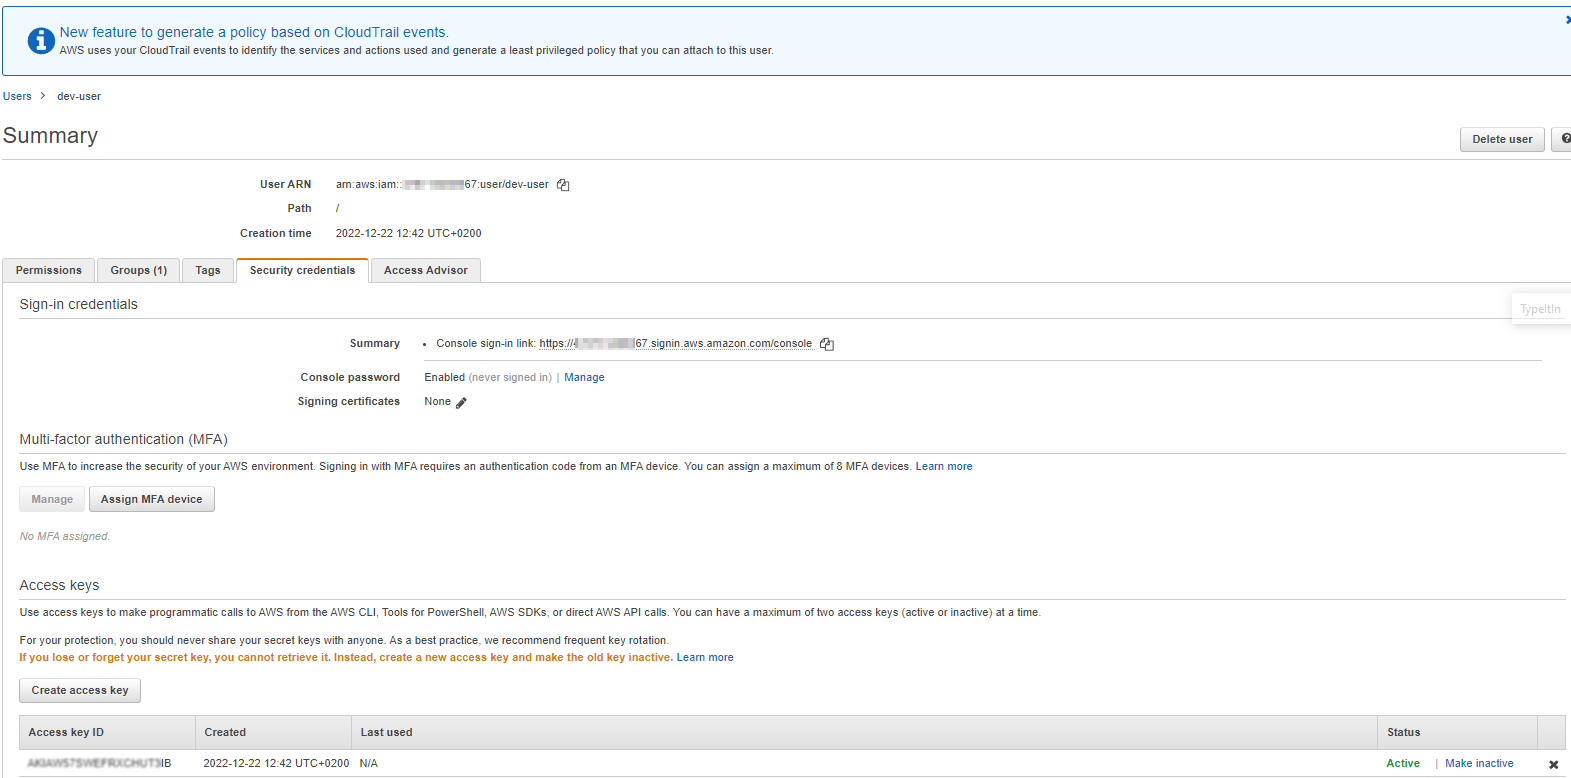 New feature to generate a policy based on CloudTrail events.
AWS uses your CloudTrail events to identify the services and actions used and generate a least privileged policy that you can attach to this user.
Users > dev-user
Summary
Delete user
User ARN arn:aws:iam:: 67:user/dev-user
Path /
Creation time 2022-12-22 12:42 UTC+0200
Permissions Groups (1) Tags Security credentials Access Advisor
Sign-in credentials
TypeItIn
Summary • Console sign-in link: https:// 67.signin.aws.amazon.com/console
Console password Enabled (never signed in) | Manage
Signing certificates None
Multi-factor authentication (MFA)
Use MFA to increase the security of your AWS environment. Signing in with MFA requires an authentication code from an MFA device. You can assign a maximum of 8 MFA devices. Learn more
Manage Assign MFA device
No MFA assigned.
Access keys
Use access keys to make programmatic calls to AWS from the AWS CLI, Tools for PowerShell, AWS SDKs, or direct AWS API calls. You can have a maximum of two access keys (active or inactive) at a time.
For your protection, you should never share your secret keys with anyone. As a best practice, we recommend frequent key rotation.
If you lose or forget your secret key, you cannot retrieve it. Instead, create a new access key and make the old key inactive. Learn more
Create access key
Access key ID Created Last used Status
IB 2022-12-22 12:42 UTC+0200 N/A Active | Make inactive